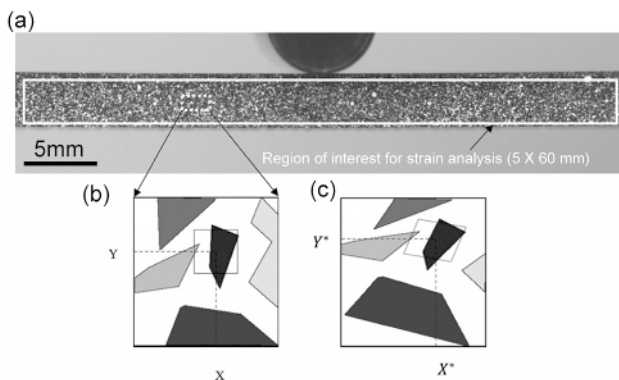 (a)
5mm
Region of interest for strain analysis (5 X 60 mm)
(b)
(c)
Y
Y*
X
X*